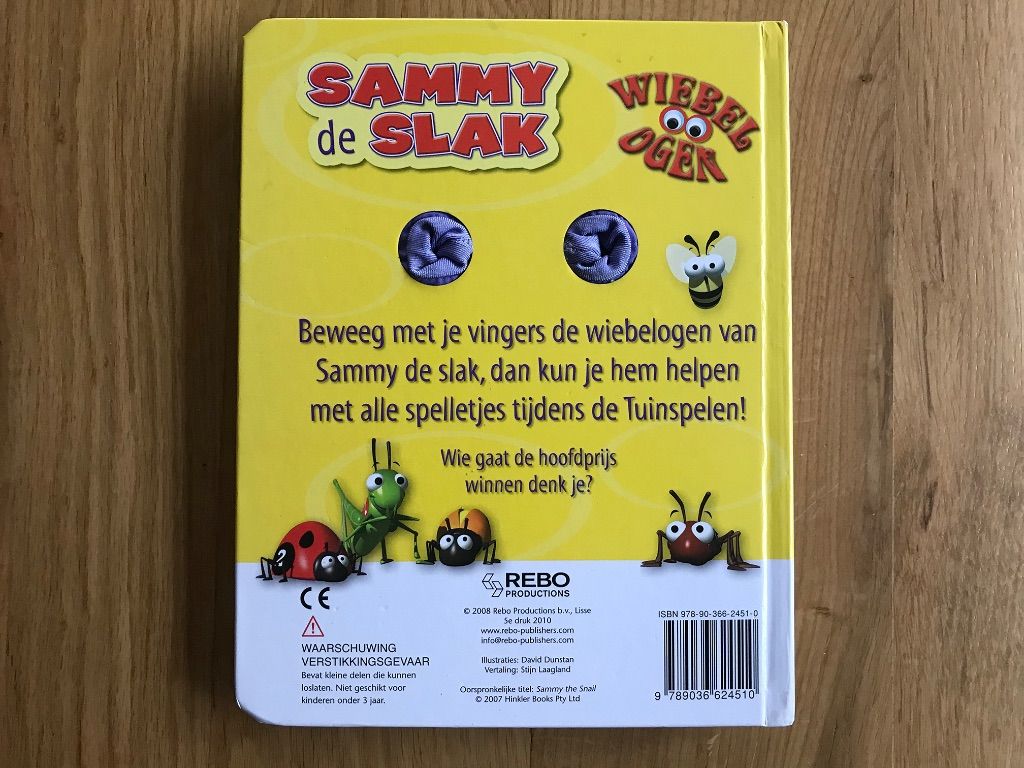 SAMMY
de SLAK
WIEBEL
OGEN
Beweeg met je vingers de wiebelogen van
Sammy de slak, dan kun je hem helpen
met alle spelletjes tijdens de Tuinspelen!
Wie gaat de hoofdprijs
winnen denk je?
2
CE
WAARSCHUWING
VERSTIKKINGSGEVAAR
Bevat kleine delen die kunnen
loslaten. Niet geschikt voor
kinderen onder 3 jaar.
REBO
PRODUCTIONS
© 2008 Rebo Productions b.v., Lisse
5e druk 2010
www.rebo-publishers.com
info@rebo-publishers.com
Illustraties: David Dunstan
Vertaling: Stijn Laagland
Oorspronkelijke titel: Sammy the Snail
© 2007 Hinkler Books Pty Ltd
ISBN 978-90-366-2451-0
9 789036 624510